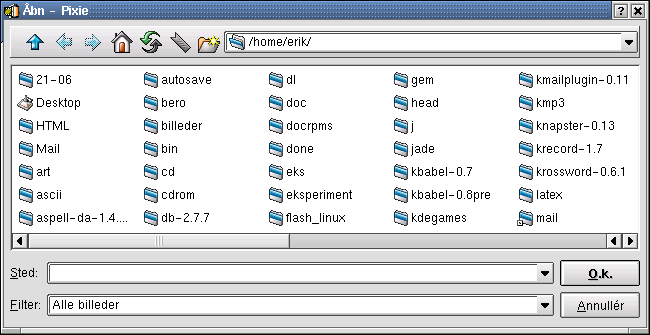 Åbn - Pixie
/home/erik/
21-06 autosave dl gem kmailplugin-0.11
Desktop bero doc head kmp3
HTML billeder docrpms j knapster-0.13
Mail bin done jade krecord-1.7
art cd eks kbabel-0.7 krossword-0.6.1
ascii cdrom eksperiment kbabel-0.8pre latex
aspell-da-1.4.... db-2.7.7 flash_linux kdegames mail
Sted: O.k.
Filter: Alle billeder Annullér